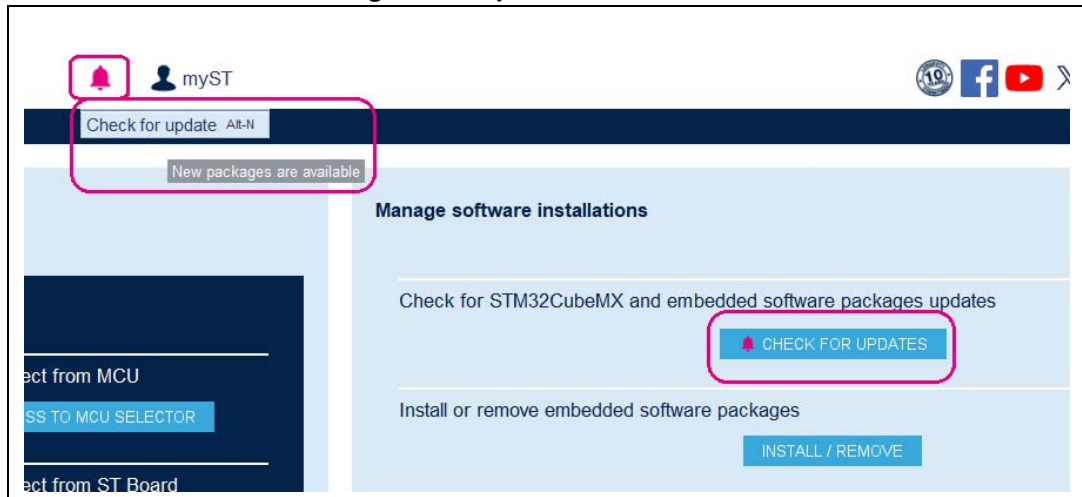 myST
10
Check for update Alt-N
New packages are available
Manage software installations
Check for STM32CubeMX and embedded software packages updates
CHECK FOR UPDATES
ect from MCU
SS TO MCU SELECTOR
Install or remove embedded software packages
INSTALL / REMOVE
ect from ST Board